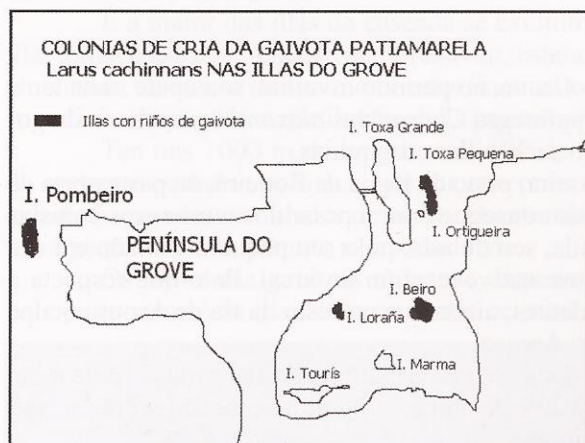 COLONIAS DE CRIA DA GAIVOTA PATIAMARELA
Larus cachinnans NAS ILLAS DO GROVE
Illas con niños de gaivota
I. Toxa Grande
I. Toxa Pequena
I. Pombeiro
I. Ortigueira
PENÍNSULA DO
GROVE
I. Beiro
I. Loraña
I. Marma
I. Tourís